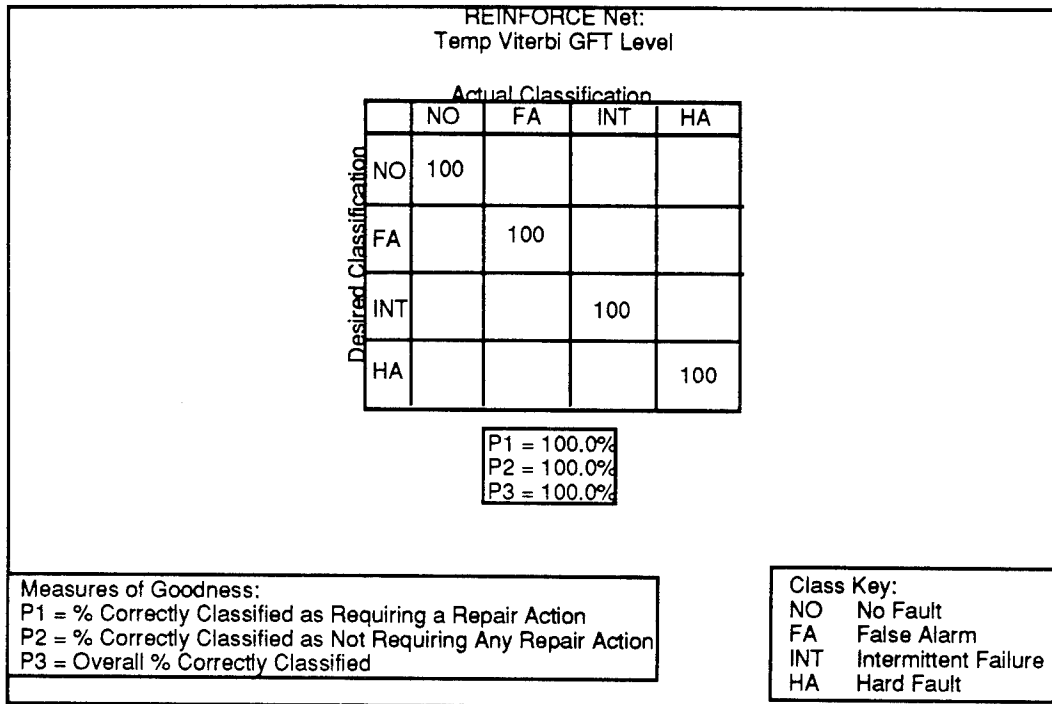 REINFORCE Net:
Temp Viterbi GFT Level
Actual Classification
NO FA INT HA
Desired Classification
NO 100
FA 100
INT 100
HA 100
P1 = 100.0%
P2 = 100.0%
P3 = 100.0%
Measures of Goodness:
P1 = % Correctly Classified as Requiring a Repair Action
P2 = % Correctly Classified as Not Requiring Any Repair Action
P3 = Overall % Correctly Classified
Class Key:
NO No Fault
FA False Alarm
INT Intermittent Failure
HA Hard Fault